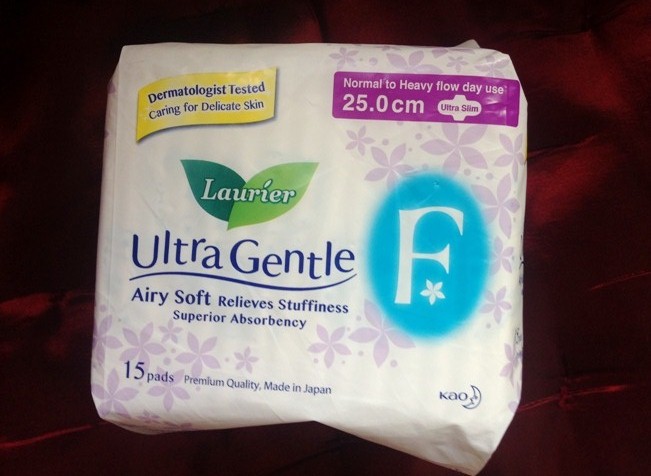 Dermatologist Tested
Caring for Delicate Skin
Normal to Heavy flow day use
25.0cm Ultra Slim
Laurier
Ultra Gentle
F
Airy Soft Relieves Stuffiness
Superior Absorbency
15 pads Premium Quality, Made in Japan
Kao